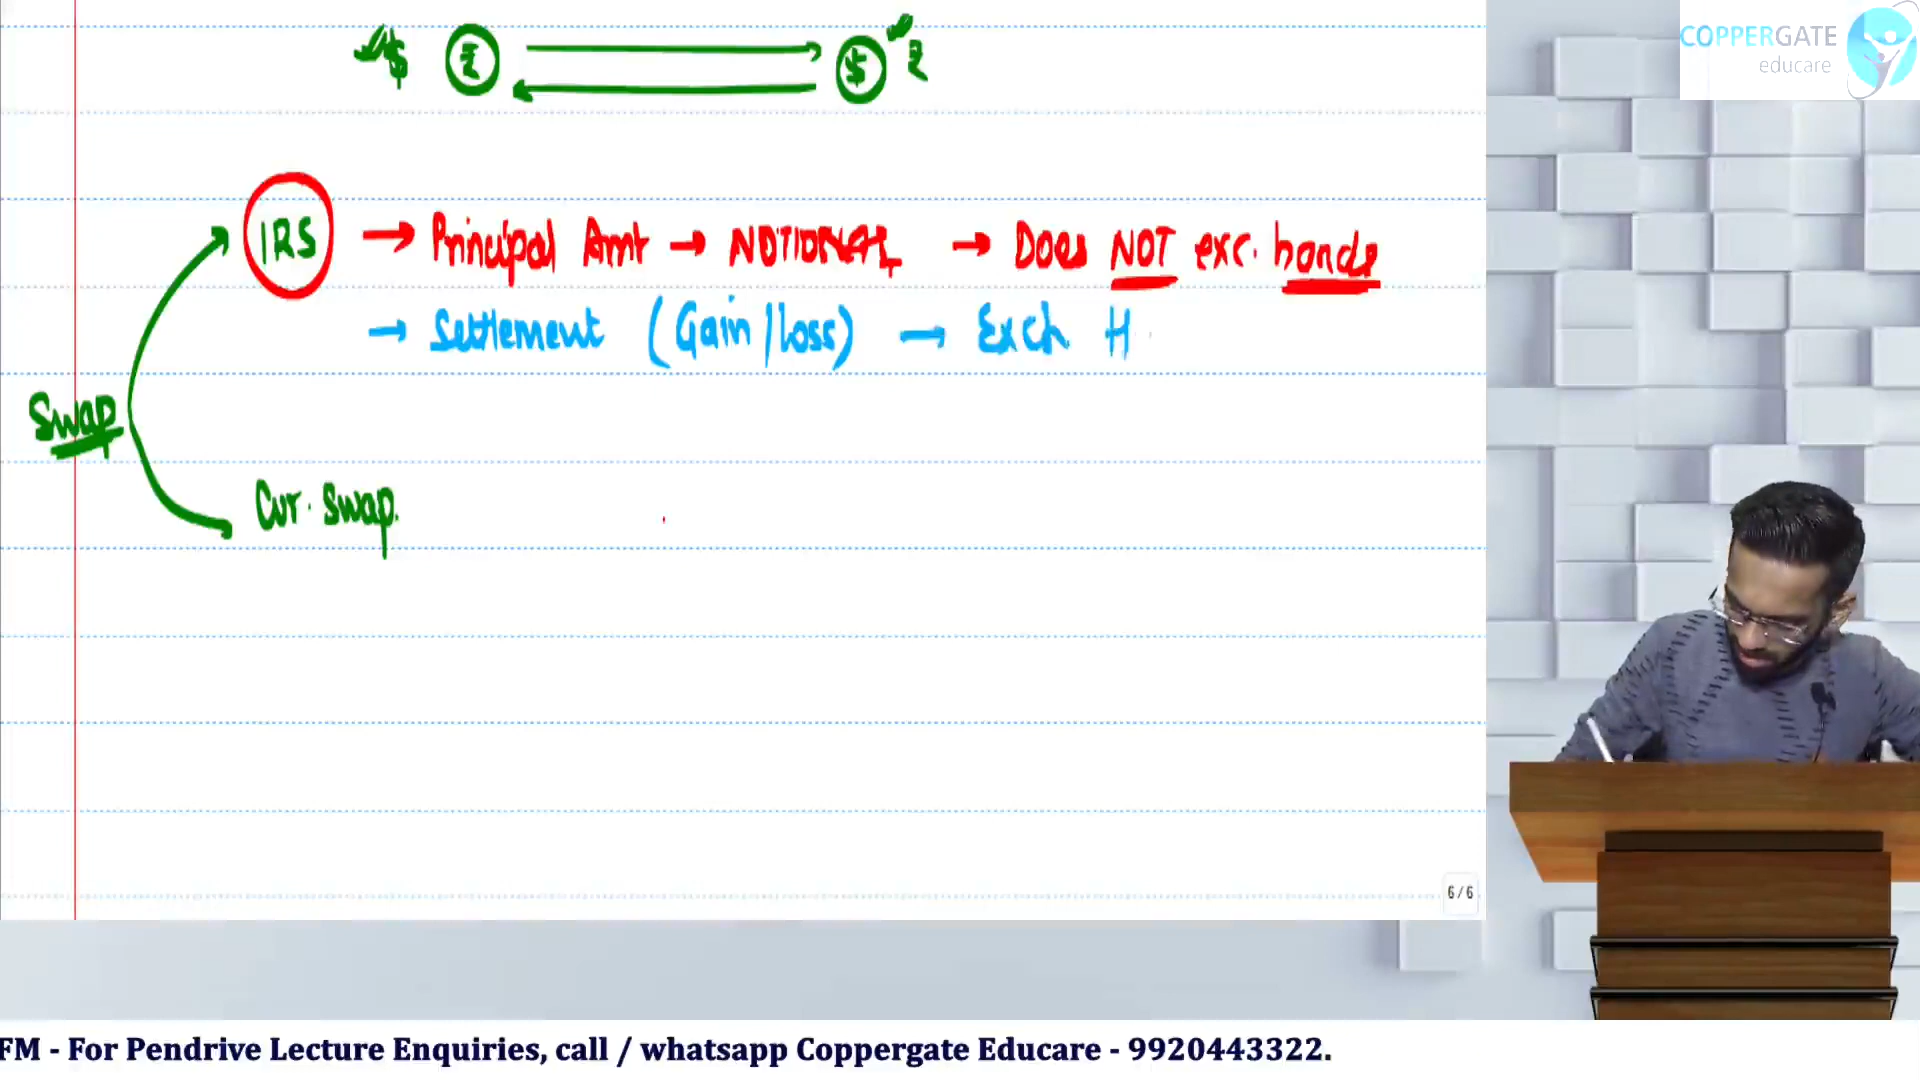 $ ₹ $ ₹
COPPERGATE
educare
IRS → Principal Amt → NOTIONAL → Does NOT exc. hands
→ Settlement (Gain/Loss) → Exch H
Swap
Cur. Swap.
6/6
FM - For Pendrive Lecture Enquiries, call / whatsapp Coppergate Educare - 9920443322.